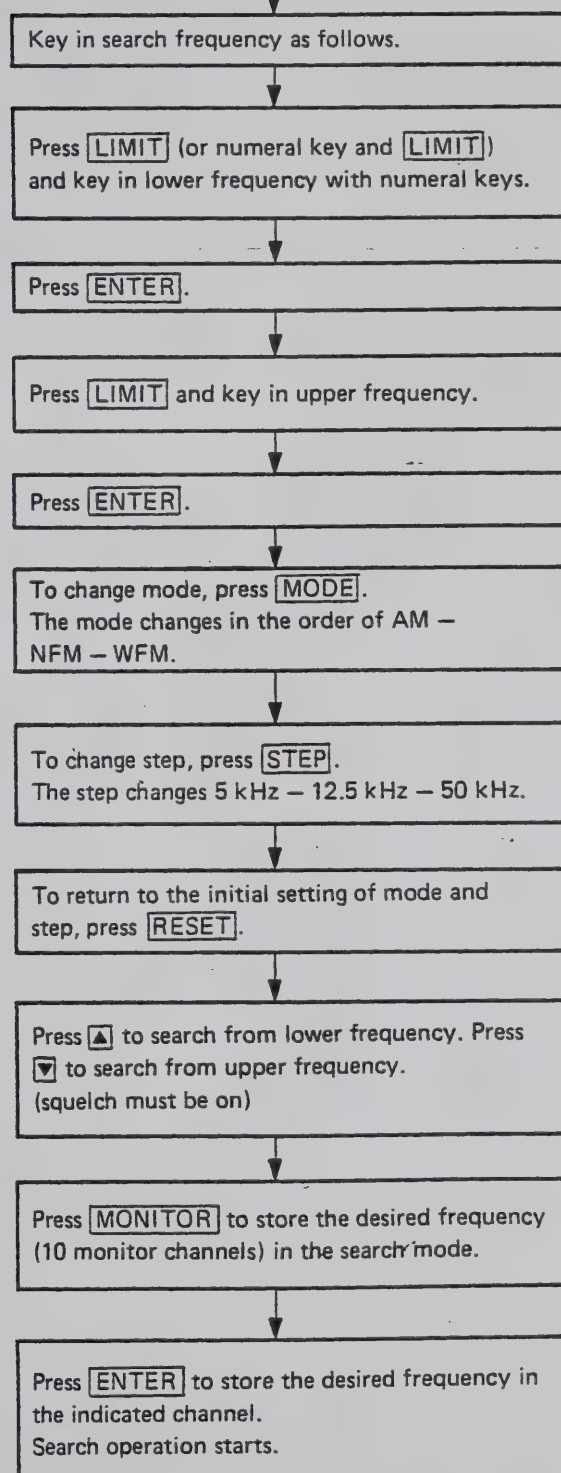 Key in search frequency as follows.
Press LIMIT (or numeral key and LIMIT)
and key in lower frequency with numeral keys.
Press ENTER.
Press LIMIT and key in upper frequency.
Press ENTER.
To change mode, press MODE.
The mode changes in the order of AM —
NFM — WFM.
To change step, press STEP.
The step changes 5 kHz — 12.5 kHz — 50 kHz.
To return to the initial setting of mode and
step, press RESET.
Press ▲ to search from lower frequency. Press
▼ to search from upper frequency.
(squelch must be on)
Press MONITOR to store the desired frequency
(10 monitor channels) in the search mode.
Press ENTER to store the desired frequency in
the indicated channel.
Search operation starts.